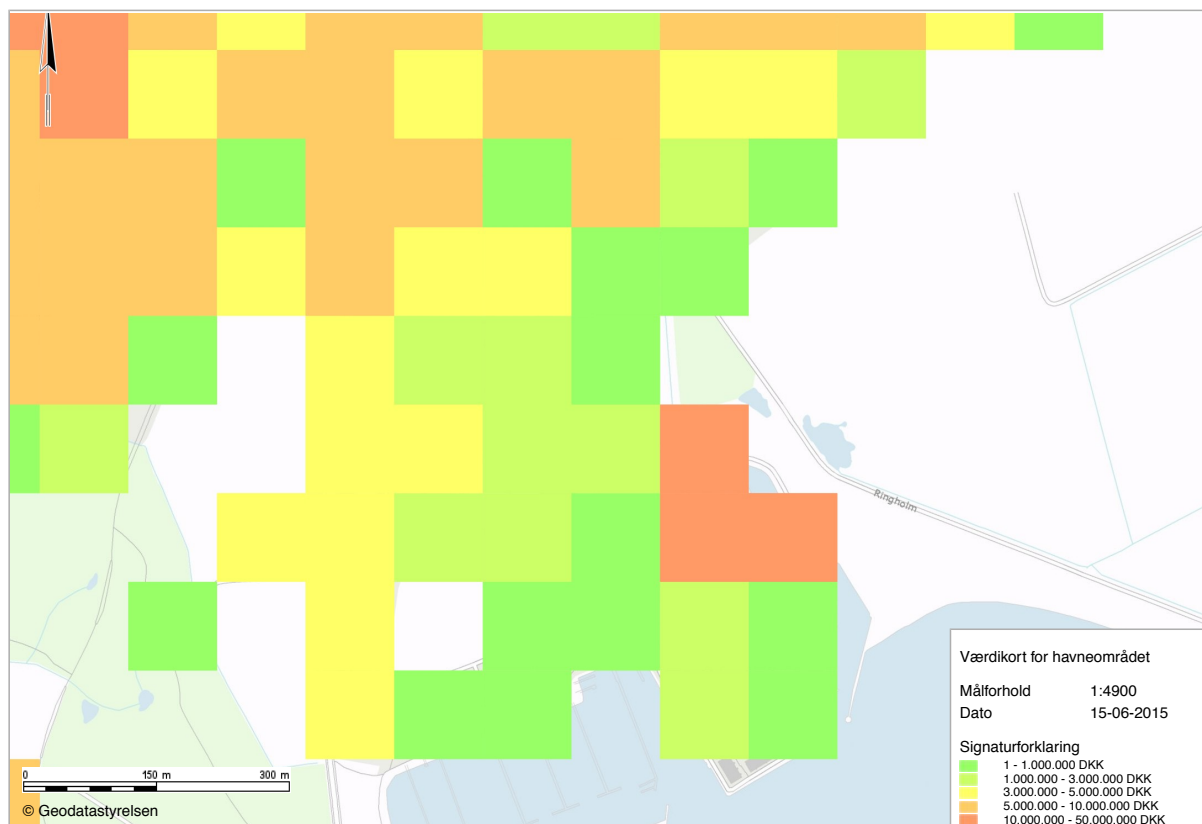 Ringholm
Værdikort for havneområdet
Målforhold 1:4900
Dato 15-06-2015
Signaturforklaring
1 - 1.000.000 DKK
1.000.000 - 3.000.000 DKK
3.000.000 - 5.000.000 DKK
5.000.000 - 10.000.000 DKK
10.000.000 - 50.000.000 DKK
0 150 m 300 m
© Geodatastyrelsen